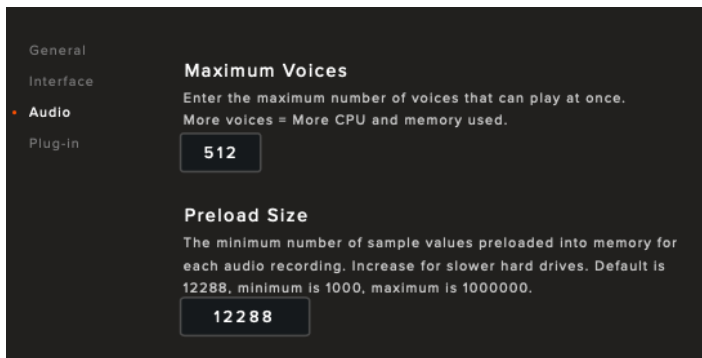 General
Interface
Audio
Plug-in
Maximum Voices
Enter the maximum number of voices that can play at once.
More voices = More CPU and memory used.
512
Preload Size
The minimum number of sample values preloaded into memory for
each audio recording. Increase for slower hard drives. Default is
12288, minimum is 1000, maximum is 1000000.
12288